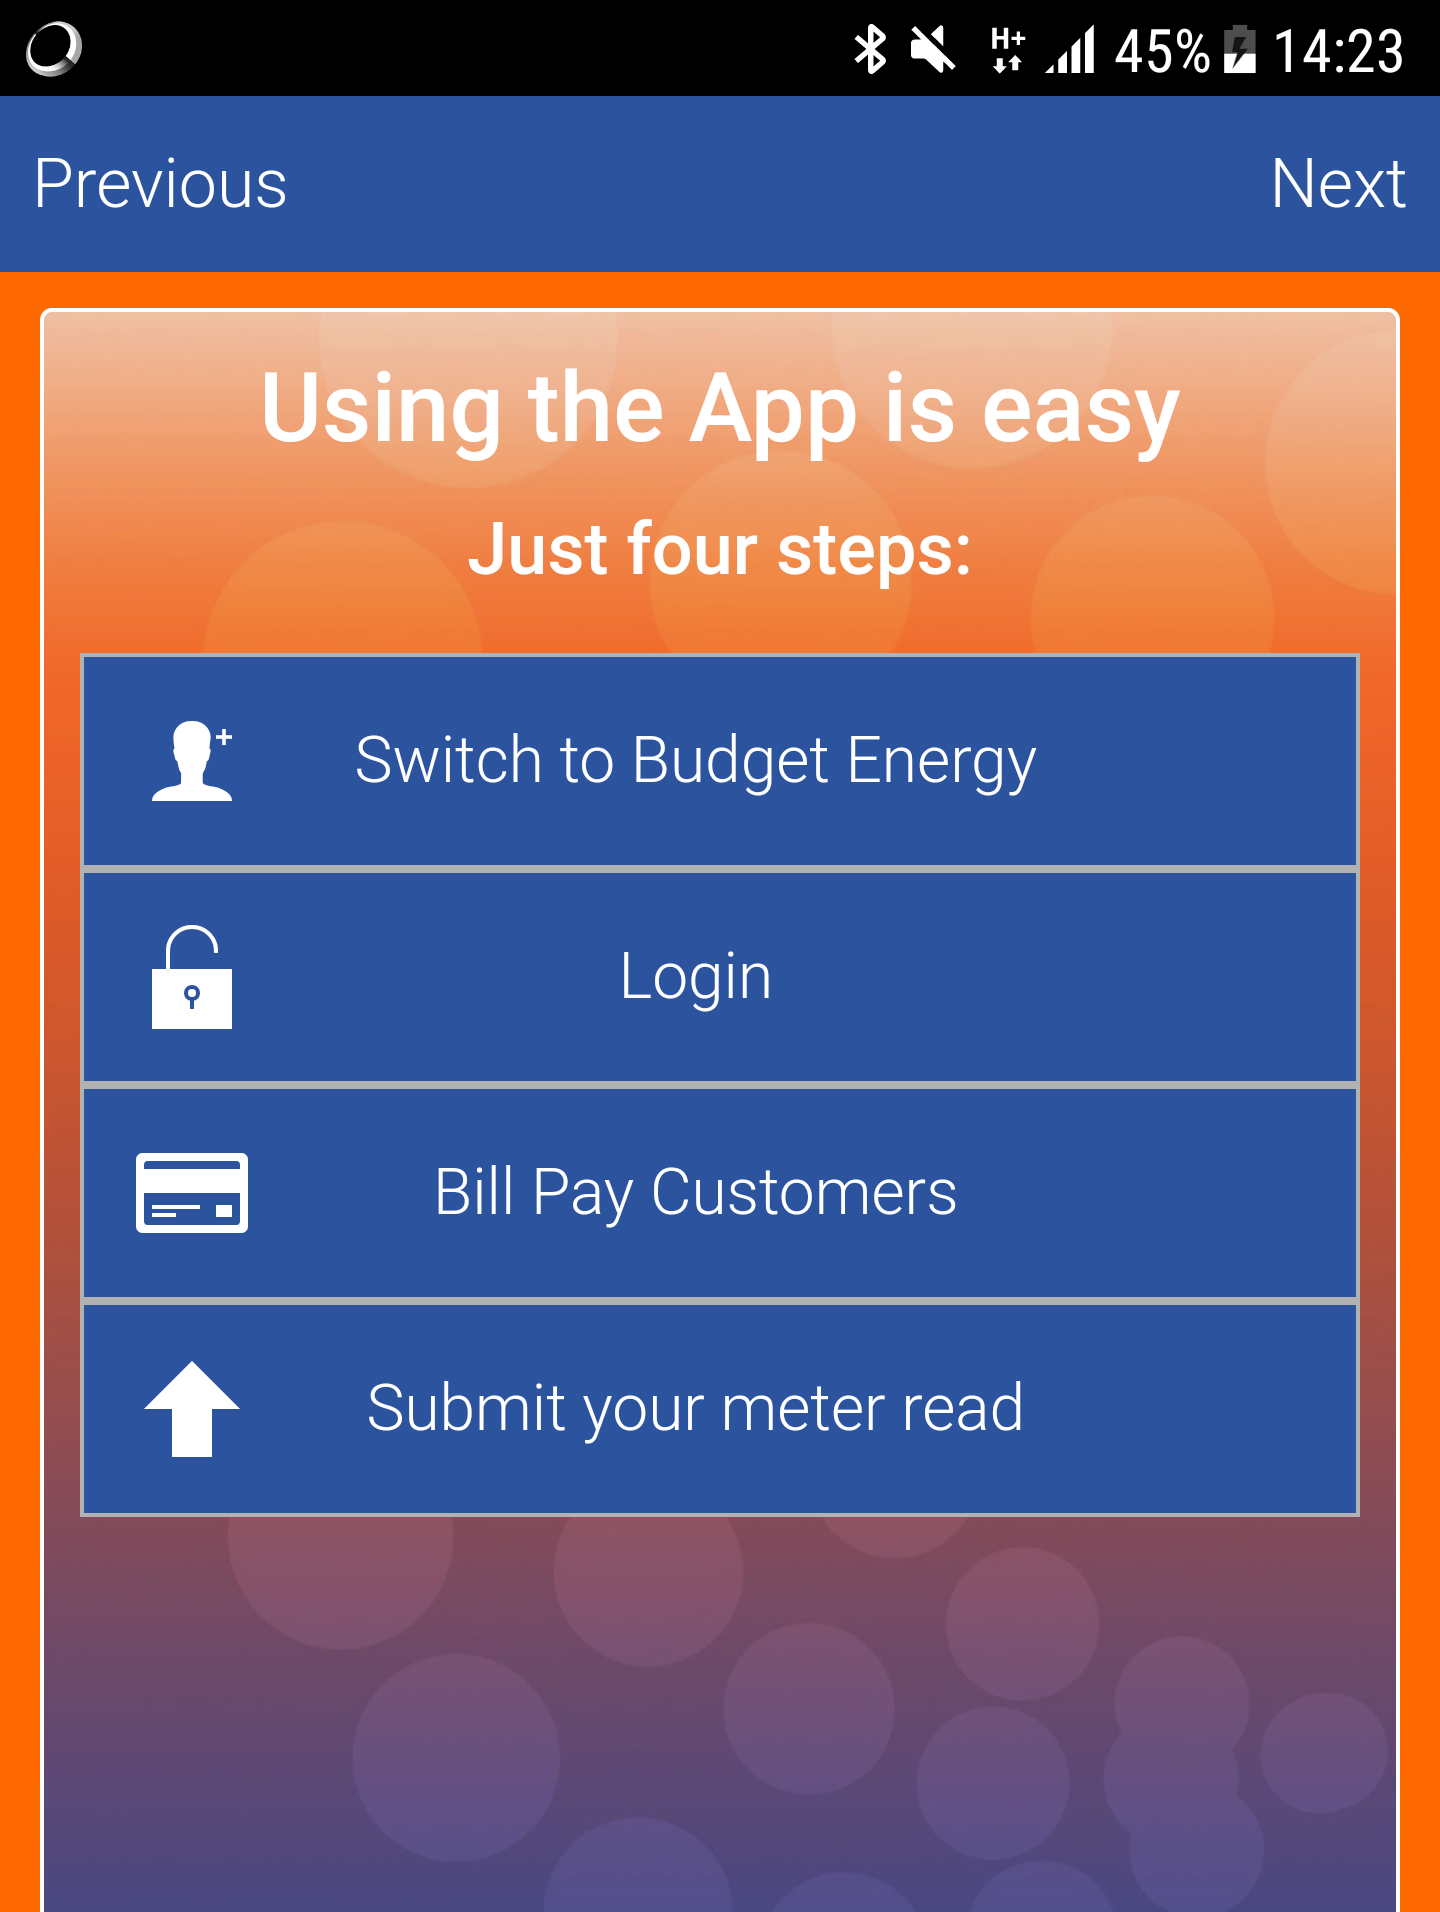 H+ 45% 14:23
Previous Next
Using the App is easy
Just four steps:
Switch to Budget Energy
Login
Bill Pay Customers
Submit your meter read